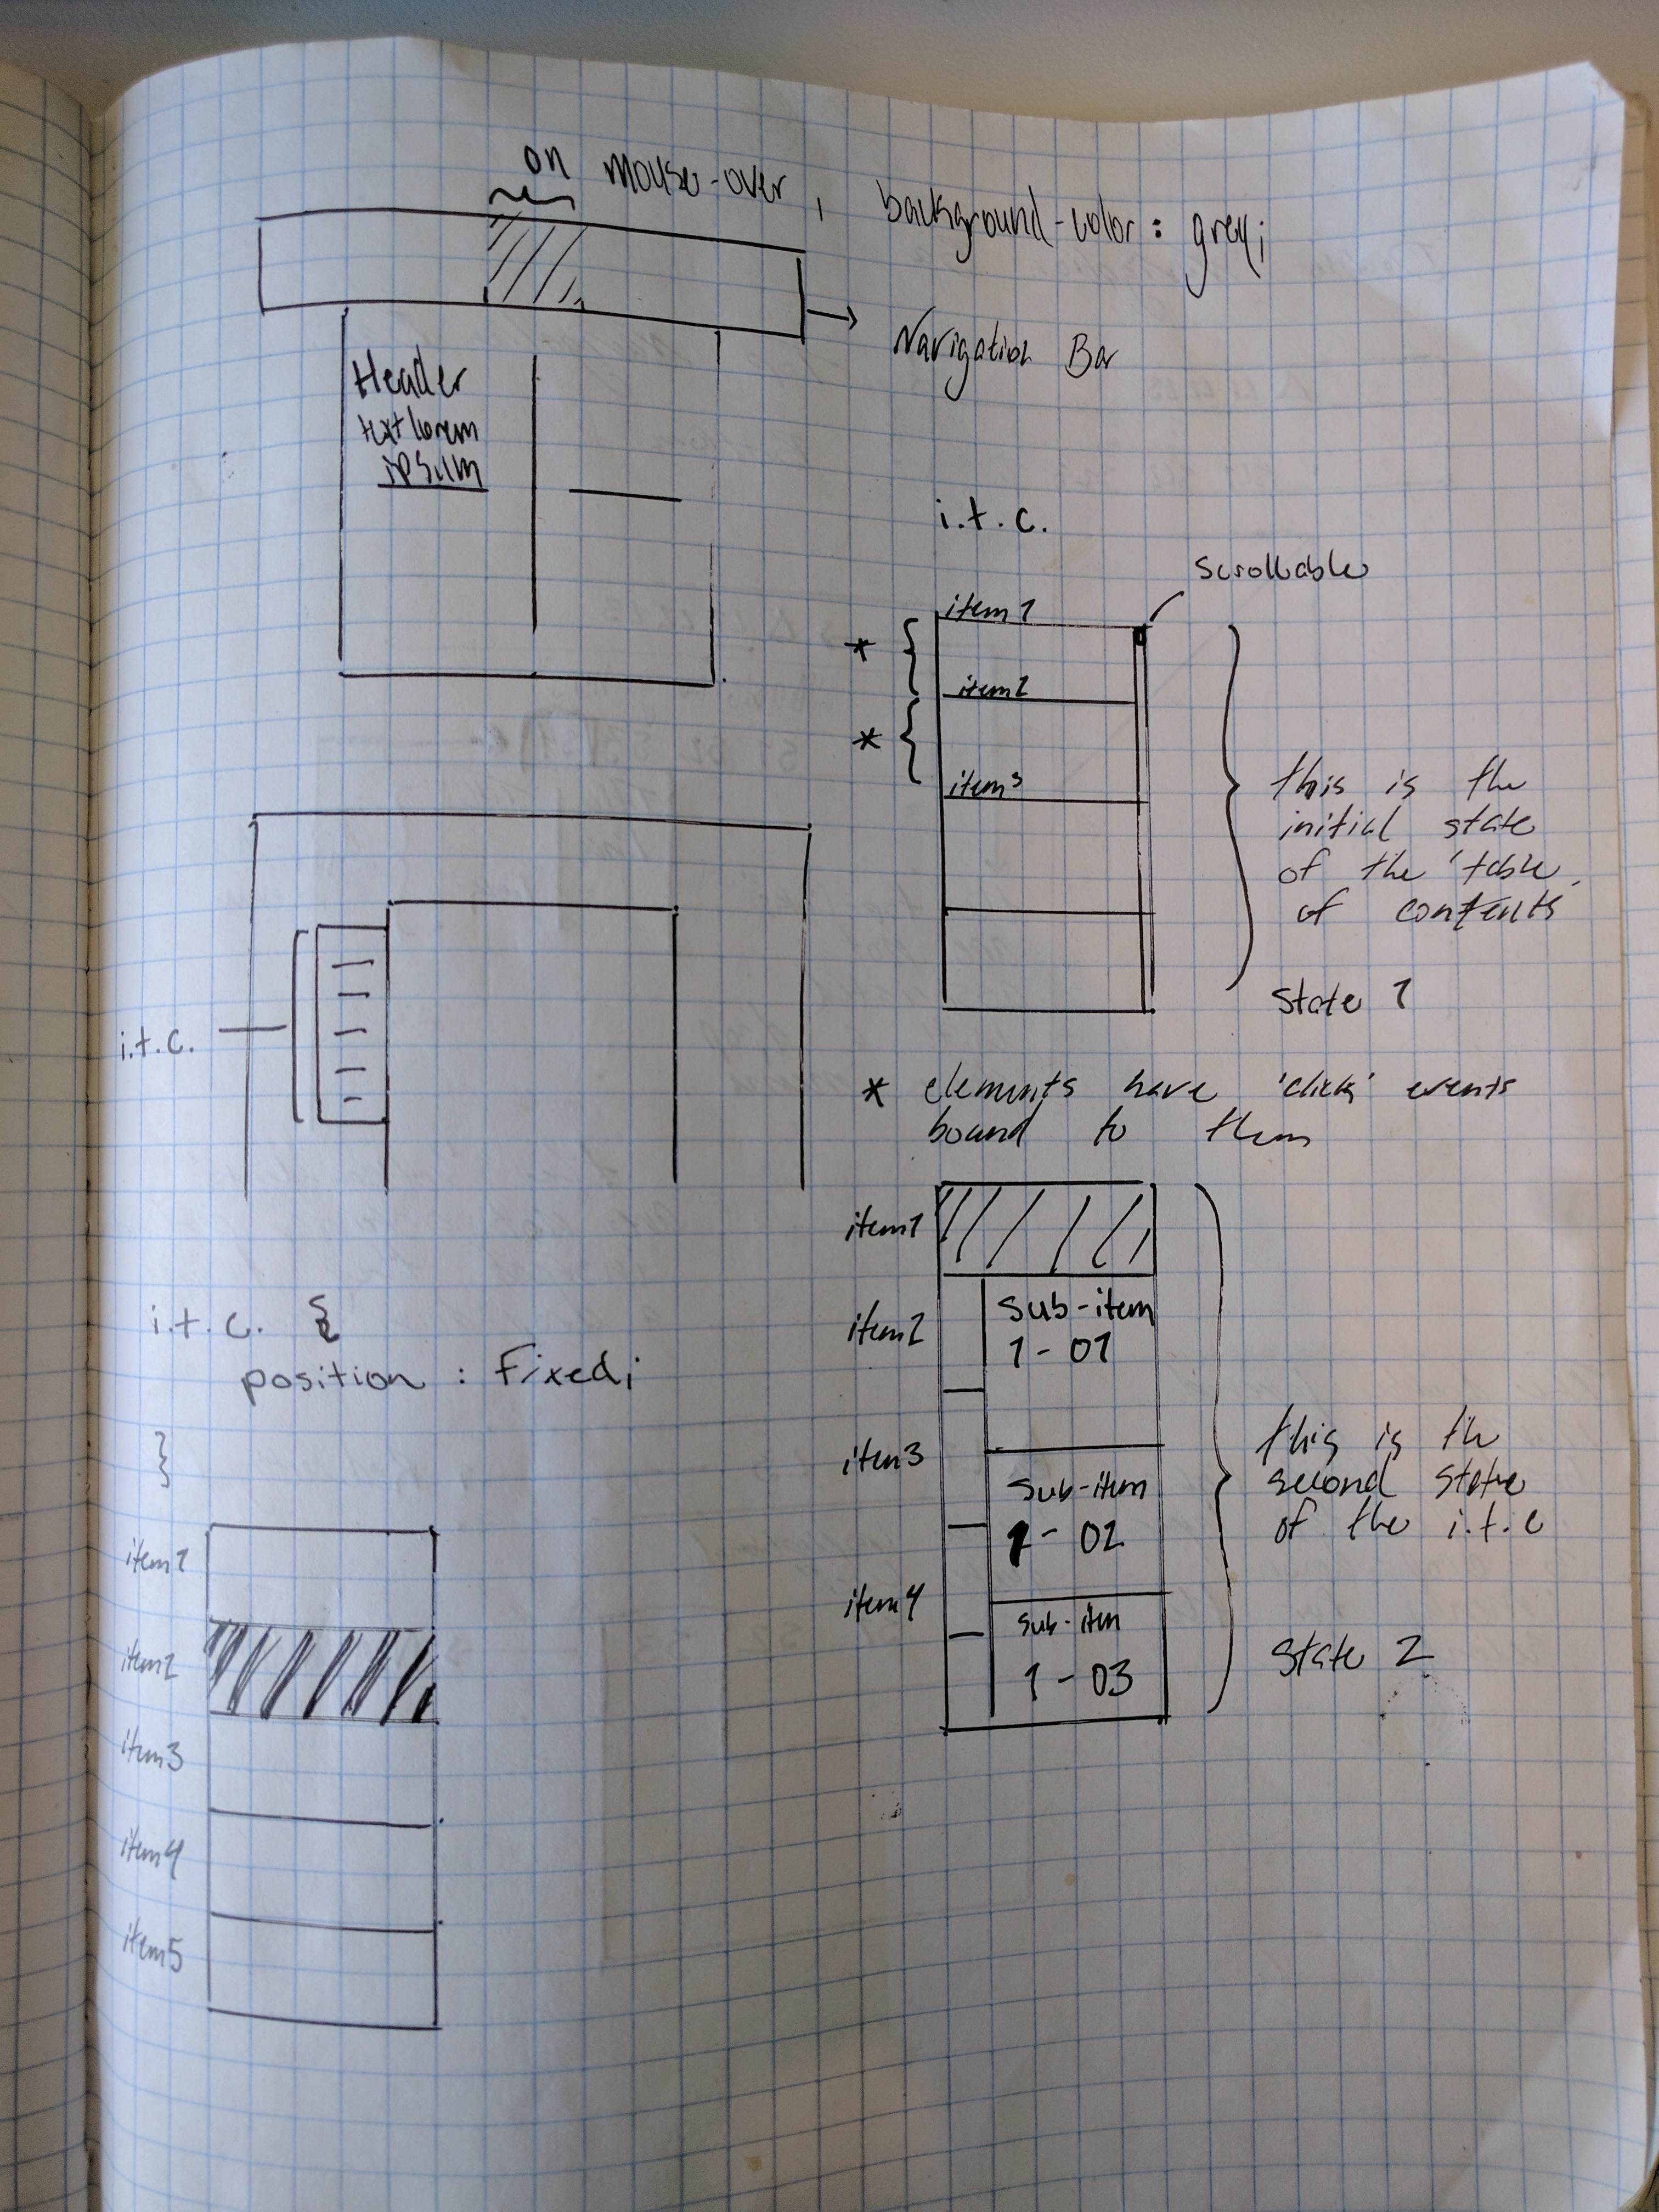 on mouse-over, background-color: grey;
Navigation Bar
Header
text lorem
ipsum
i.t.c.
scrollable
item1
*
item2
*
item3
this is the
initial state
of the 'table
of contents
state 1
i.t.c.
* elements have 'click' events
bound to them
item1
item2
sub-item
1-01
item3
sub-item
1-02
item4
sub-item
1-03
this is the
second state
of the i.t.c
state 2
i.t.c. {
position : Fixed;
}
item1
item2
item3
item4
item5